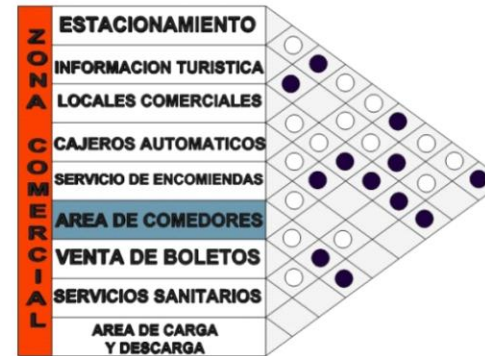 ZONA COMERCIAL
ESTACIONAMIENTO
INFORMACION TURISTICA
LOCALES COMERCIALES
CAJEROS AUTOMATICOS
SERVICIO DE ENCOMIENDAS
AREA DE COMEDORES
VENTA DE BOLETOS
SERVICIOS SANITARIOS
AREA DE CARGA
Y DESCARGA